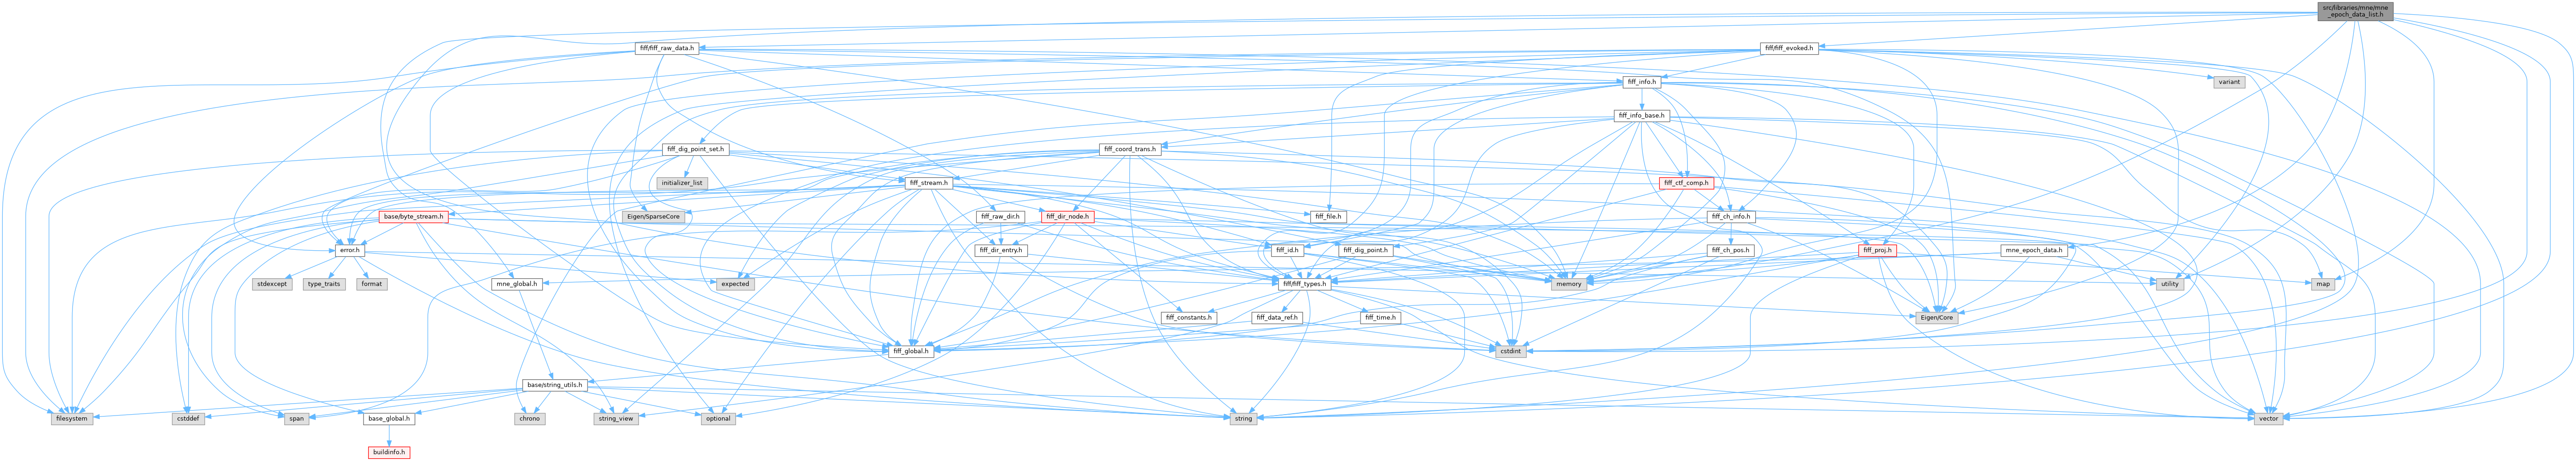 src/libraries/mne/mne
_epoch_data_list.h
fiff/fiff_raw_data.h
fiff/fiff_evoked.h
fiff_info.h
variant
fiff_info_base.h
fiff_dig_point_set.h
fiff_coord_trans.h
initializer_list
fiff_stream.h
fiff_ctf_comp.h
base/byte_stream.h
Eigen/SparseCore
fiff_raw_dir.h
fiff_dir_node.h
fiff_file.h
fiff_ch_info.h
error.h
fiff_dir_entry.h
fiff_id.h
fiff_dig_point.h
fiff_ch_pos.h
fiff_proj.h
mne_epoch_data.h
stdexcept
type_traits
format
mne_global.h
expected
fiff/fiff_types.h
memory
utility
map
fiff_constants.h
fiff_data_ref.h
fiff_time.h
Eigen/Core
fiff_global.h
cstdint
base/string_utils.h
filesystem
cstddef
span
base_global.h
chrono
string_view
optional
string
vector
buildinfo.h